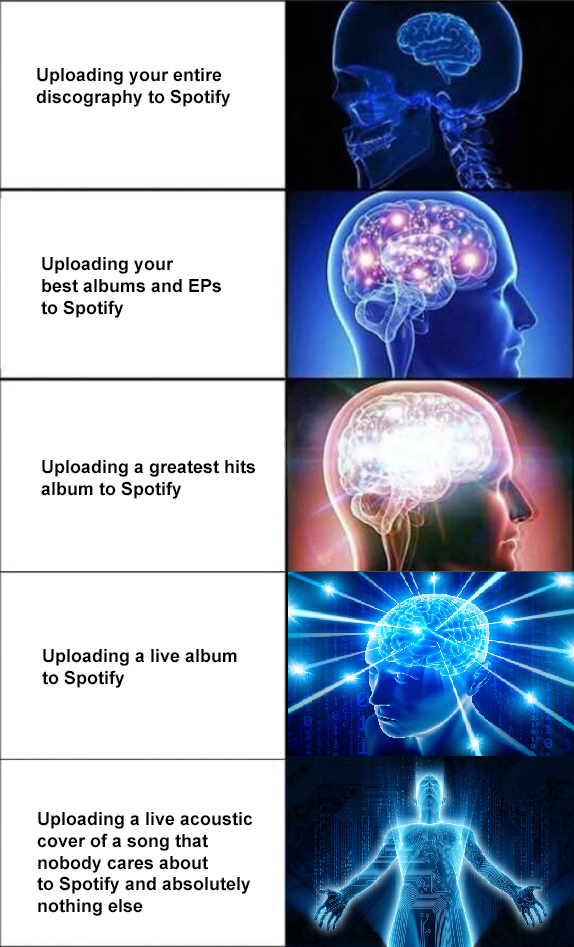 Uploading your entire
discography to Spotify
Uploading your
best albums and EPs
to Spotify
Uploading a greatest hits
album to Spotify
Uploading a live album
to Spotify
Uploading a live acoustic
cover of a song that
nobody cares about
to Spotify and absolutely
nothing else